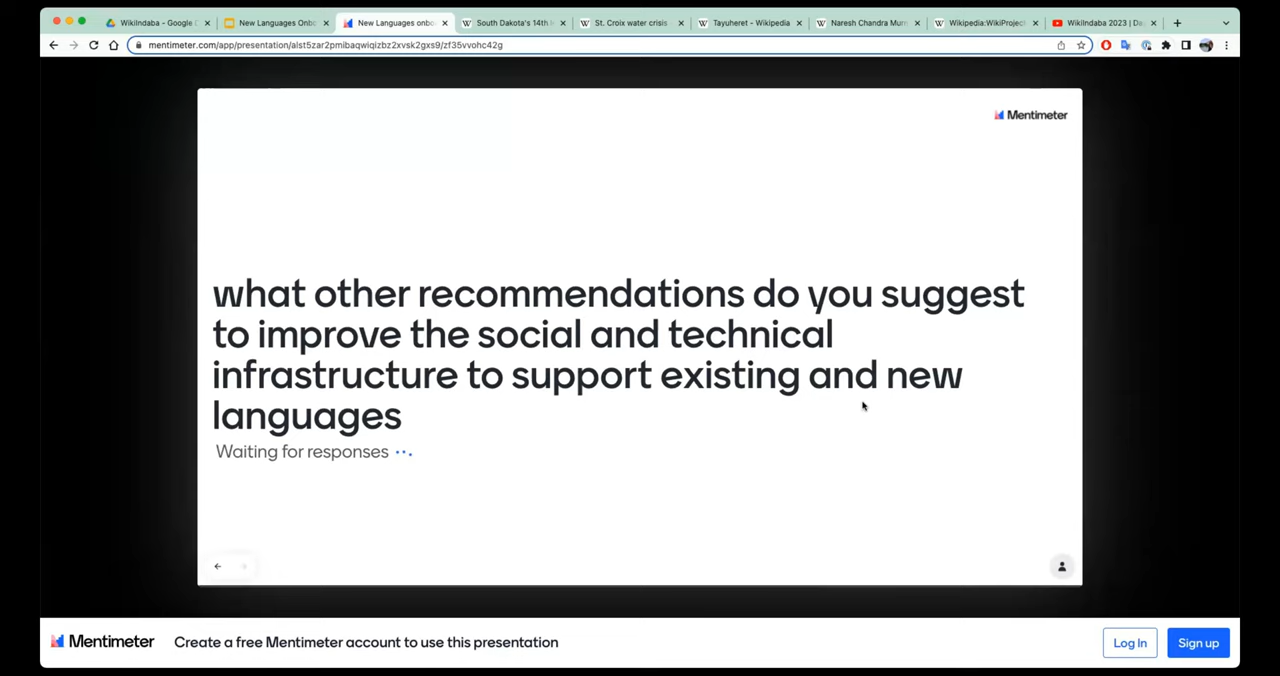 WikiIndaba - Google
New Languages Onbo
New Languages onbo
South Dakota's 14th
St. Croix water crisis
Tayuheret - Wikipedia
Naresh Chandra Mur
Wikipedia:WikiProject
WikiIndaba 2023 | Da
mentimeter.com/app/presentation/alst5zar2pmibaqwiqizbz2xvsk2gxs9/zf35vvohc42g
Mentimeter
what other recommendations do you suggest
to improve the social and technical
infrastructure to support existing and new
languages
Waiting for responses
Mentimeter
Create a free Mentimeter account to use this presentation
Log In
Sign up